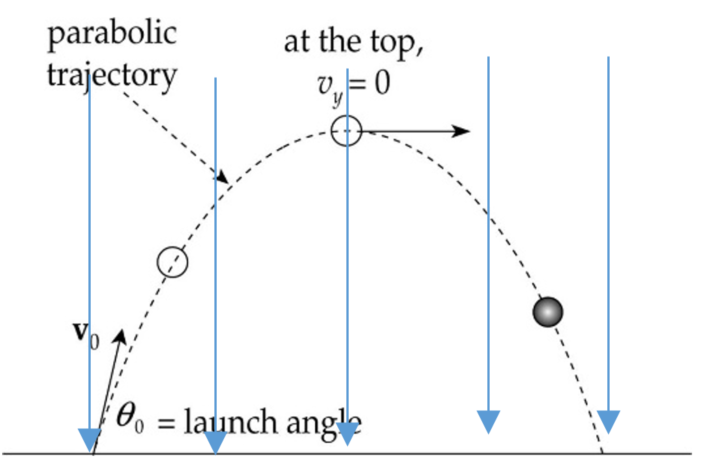 parabolic
trajectory
at the top,
v_y = 0
v_0
θ_0 = launch angle